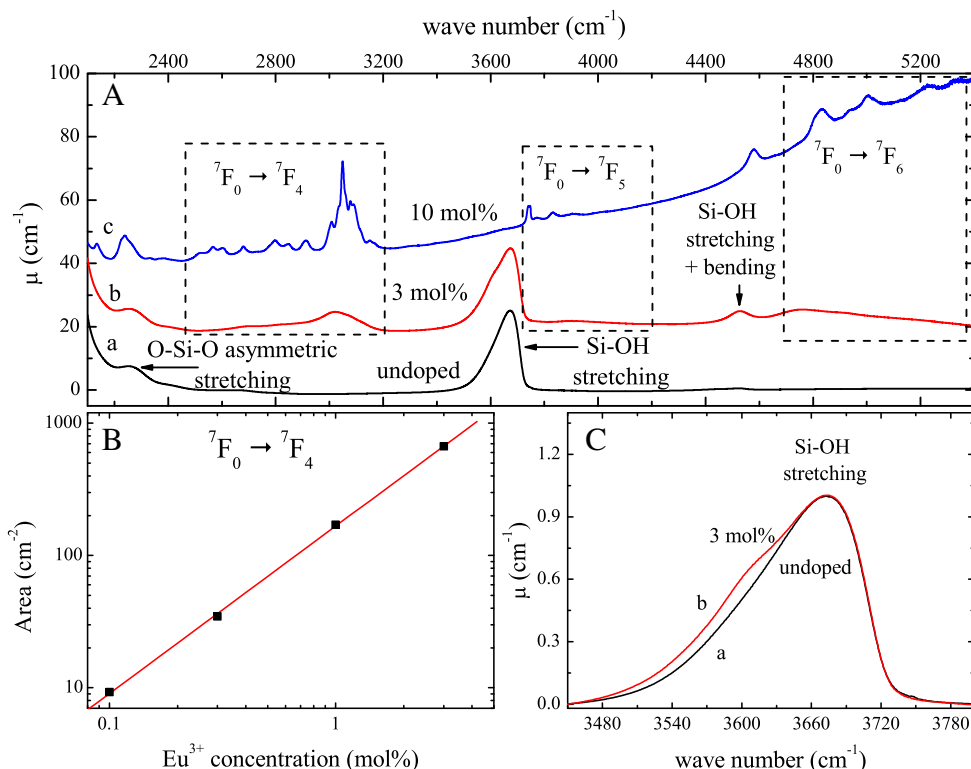 wave number (cm⁻¹)
2400 2800 3200 3600 4000 4400 4800 5200
100
80
60
40
20
0
μ (cm⁻¹)
A
⁷F₀ → ⁷F₄
⁷F₀ → ⁷F₅
⁷F₀ → ⁷F₆
c
10 mol%
Si-OH
stretching
+ bending
b
3 mol%
a
O-Si-O asymmetric
stretching
undoped
Si-OH
stretching
B
⁷F₀ → ⁷F₄
1000
100
10
Area (cm⁻²)
0.1 1
Eu³⁺ concentration (mol%)
C
Si-OH
stretching
3 mol%
undoped
b
a
1.2
0.9
0.6
0.3
0.0
μ (cm⁻¹)
3480 3540 3600 3660 3720 3780
wave number (cm⁻¹)